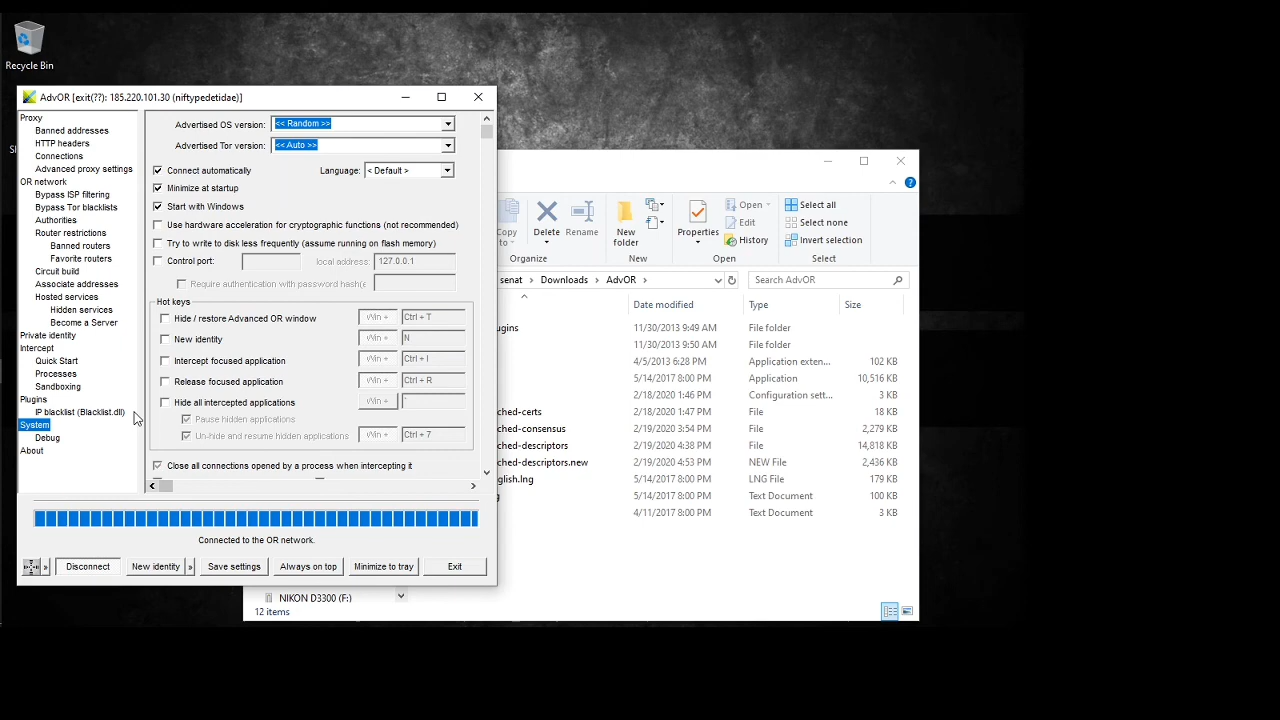 Recycle Bin
AdvOR [exit(??): 185.220.101.30 (niftypedetidae)]
Proxy
Banned addresses
HTTP headers
Connections
Advanced proxy settings
OR network
Bypass ISP filtering
Bypass Tor blacklists
Authorities
Router restrictions
Banned routers
Favorite routers
Circuit build
Associate addresses
Hosted services
Hidden services
Become a Server
Private identity
Intercept
Quick Start
Processes
Sandboxing
Plugins
IP blacklist (Blacklist.dll)
System
Debug
About
Advertised OS version: << Random >>
Advertised Tor version: << Auto >>
Connect automatically Language: < Default >
Minimize at startup
Start with Windows
Use hardware acceleration for cryptographic functions (not recommended)
Try to write to disk less frequently (assume running on flash memory)
Control port: local address: 127.0.0.1
Require authentication with password hash(e
Hot keys
Hide / restore Advanced OR window Win + Ctrl + T
New identity Win + N
Intercept focused application Win + Ctrl + I
Release focused application Win + Ctrl + R
Hide all intercepted applications Win + `
Pause hidden applications
Un-hide and resume hidden applications Win + Ctrl + 7
Close all connections opened by a process when intercepting it
Connected to the OR network.
» Disconnect New identity » Save settings Always on top Minimize to tray Exit
Copy to
Delete
Rename
New folder
Properties
Open
Edit
History
Select all
Select none
Invert selection
Organize New Open Select
senat > Downloads > AdvOR > Search AdvOR
Date modified Type Size
ugins 11/30/2013 9:49 AM File folder
11/30/2013 9:50 AM File folder
4/5/2013 6:28 PM Application exten... 102 KB
5/14/2017 8:00 PM Application 10,516 KB
2/18/2020 1:46 PM Configuration sett... 3 KB
ched-certs 2/18/2020 1:47 PM File 18 KB
ched-consensus 2/19/2020 3:54 PM File 2,279 KB
ched-descriptors 2/19/2020 4:38 PM File 14,818 KB
ched-descriptors.new 2/19/2020 4:53 PM NEW File 2,436 KB
glish.lng 5/14/2017 8:00 PM LNG File 179 KB
5/14/2017 8:00 PM Text Document 100 KB
4/11/2017 8:00 PM Text Document 3 KB
NIKON D3300 (F:)
12 items